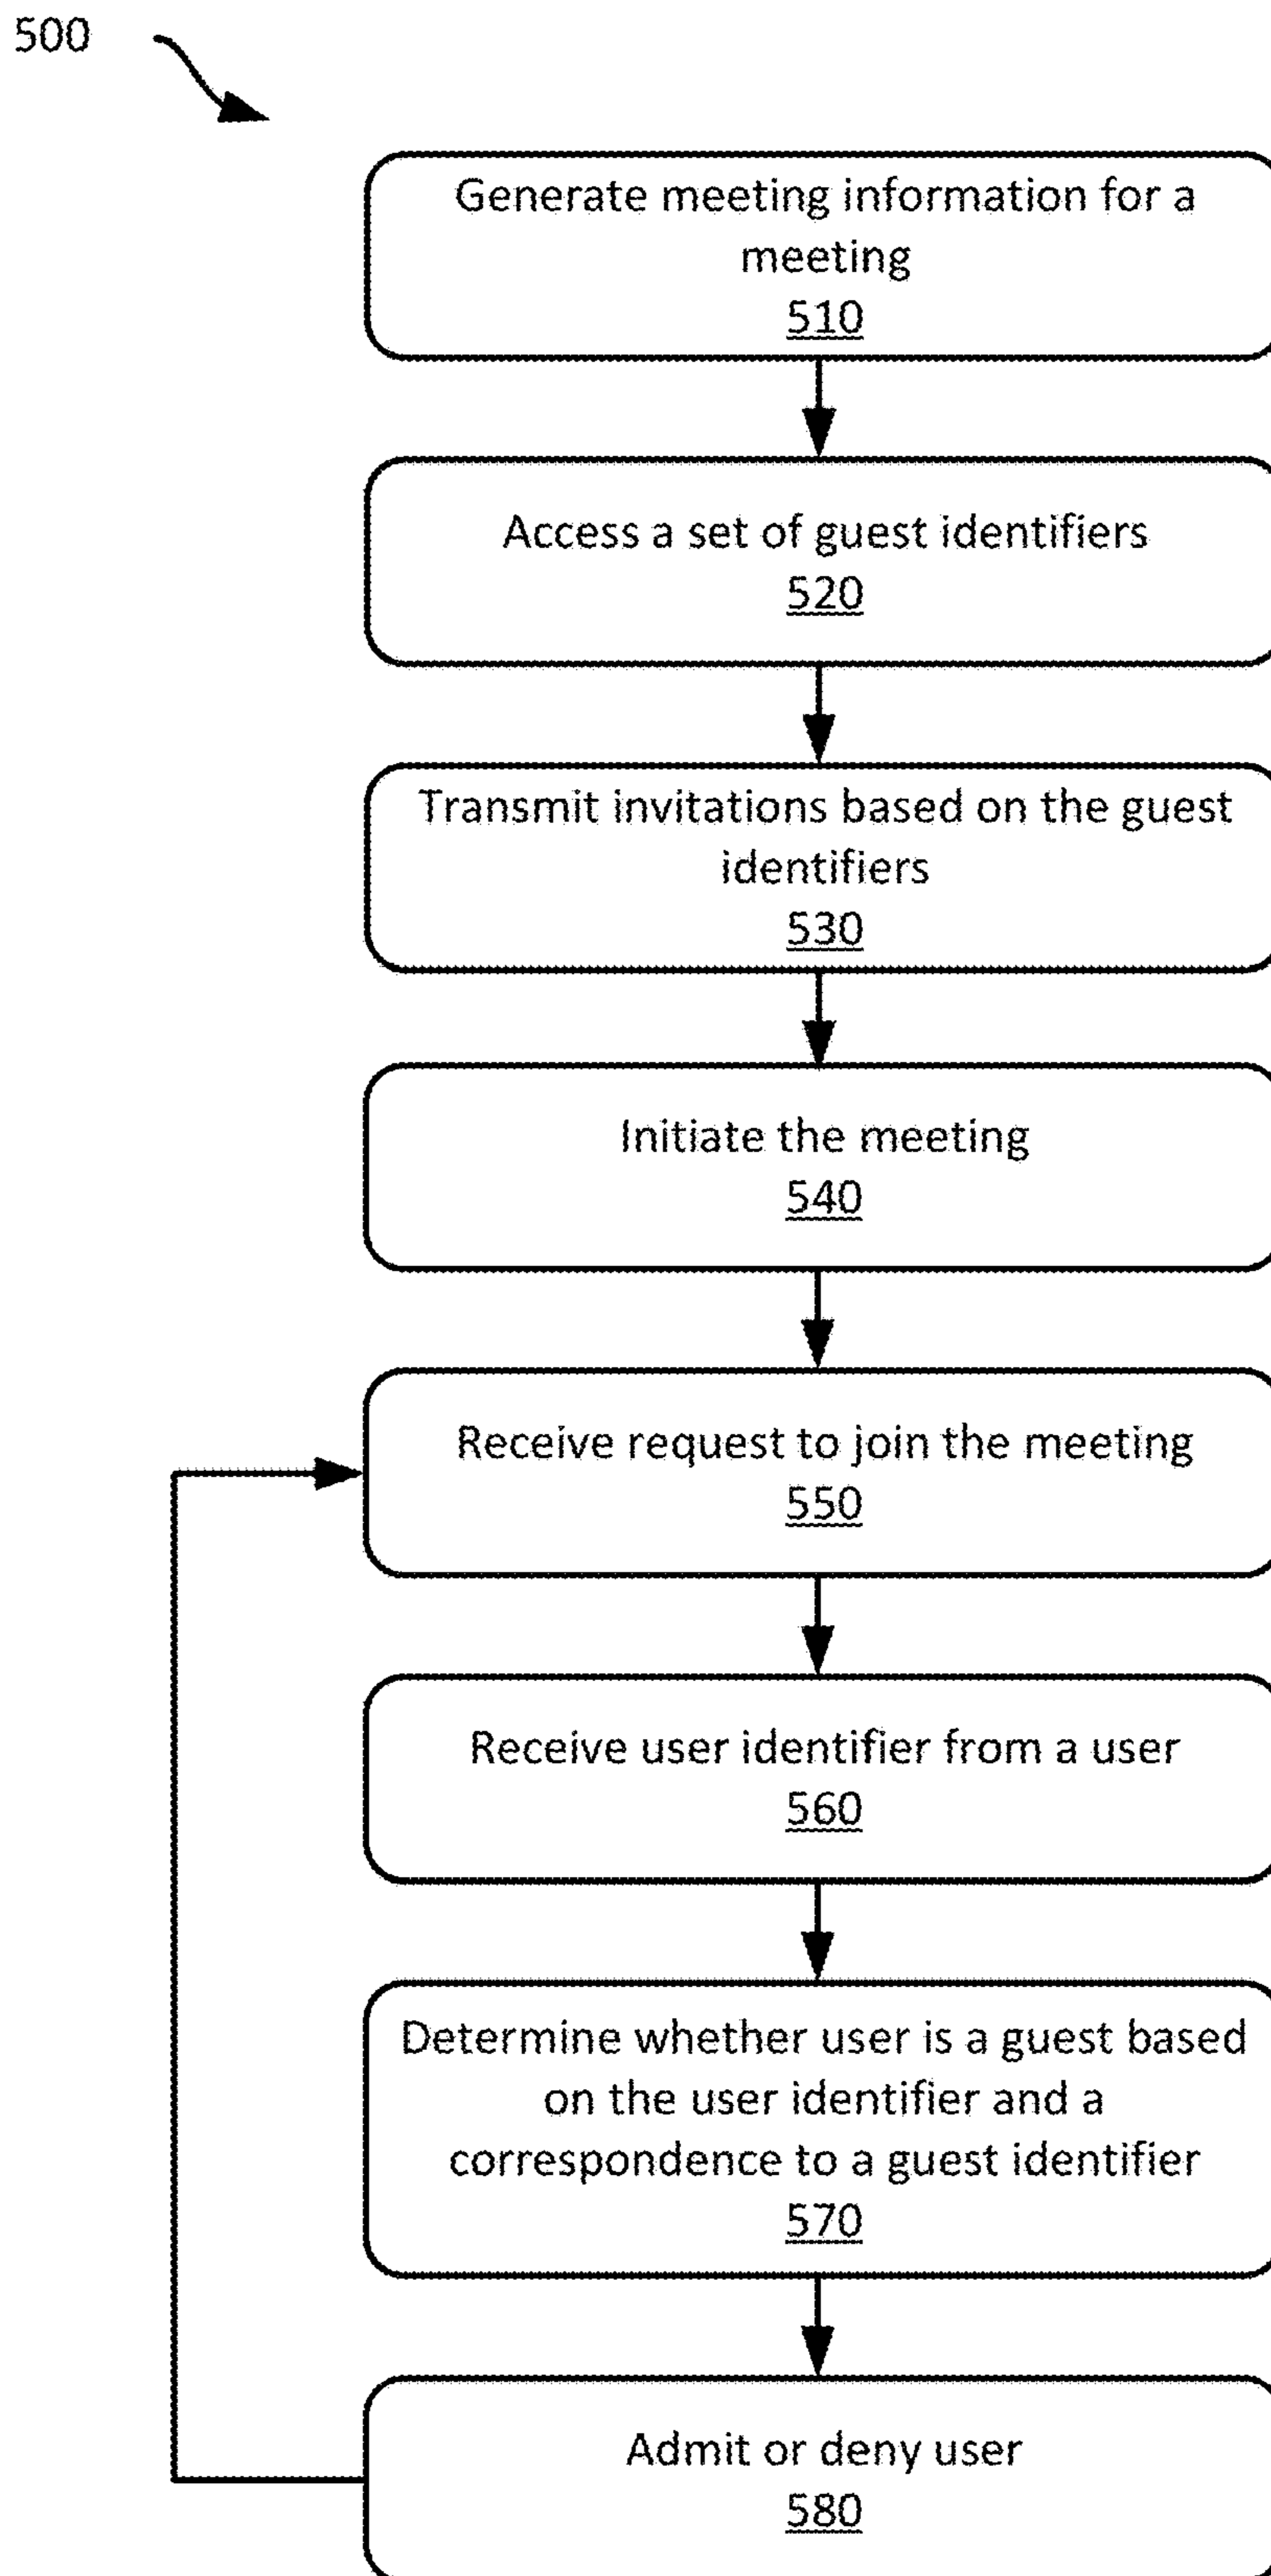 500
Generate meeting information for a
meeting
510
Access a set of guest identifiers
520
Transmit invitations based on the guest
identifiers
530
Initiate the meeting
540
Receive request to join the meeting
550
Receive user identifier from a user
560
Determine whether user is a guest based
on the user identifier and a
correspondence to a guest identifier
570
Admit or deny user
580